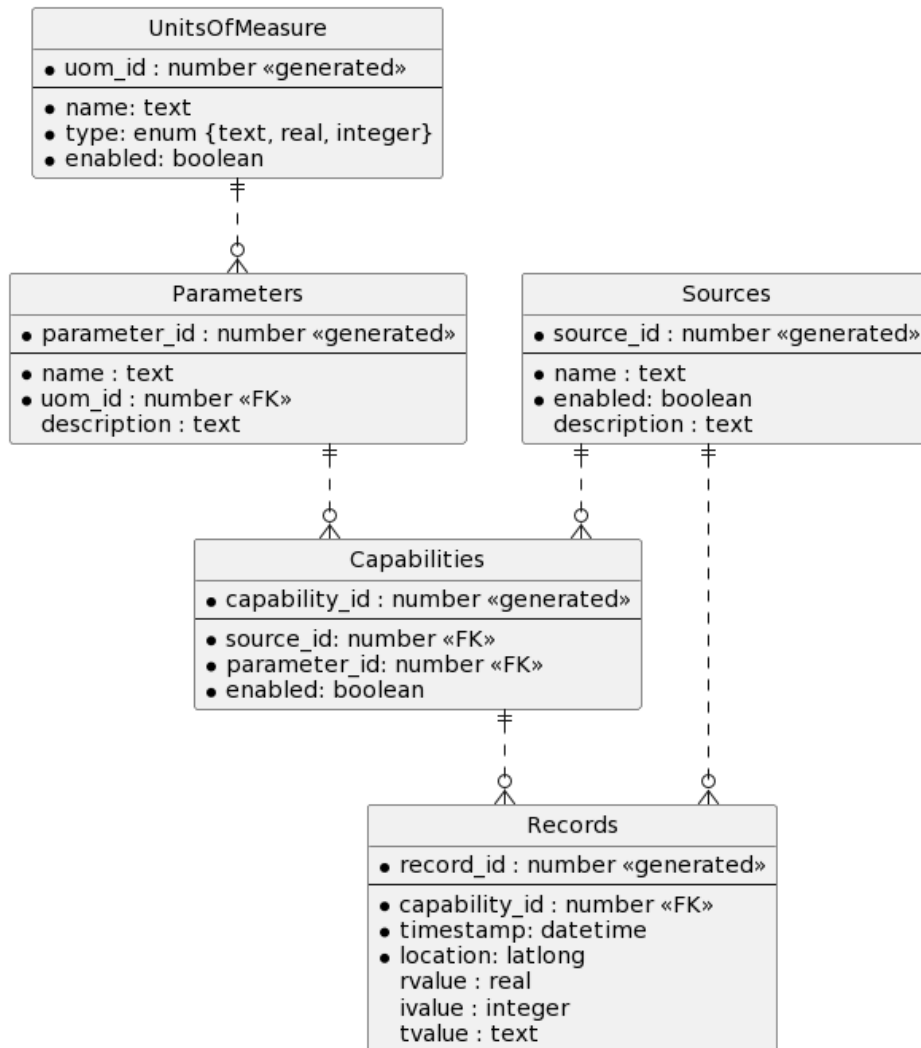 UnitsOfMeasure
• uom_id : number «generated»
• name: text
• type: enum {text, real, integer}
• enabled: boolean
Parameters
• parameter_id : number «generated»
• name : text
• uom_id : number «FK»
description : text
Sources
• source_id : number «generated»
• name : text
• enabled: boolean
description : text
Capabilities
• capability_id : number «generated»
• source_id: number «FK»
• parameter_id: number «FK»
• enabled: boolean
Records
• record_id : number «generated»
• capability_id : number «FK»
• timestamp: datetime
• location: latlong
rvalue : real
ivalue : integer
tvalue : text